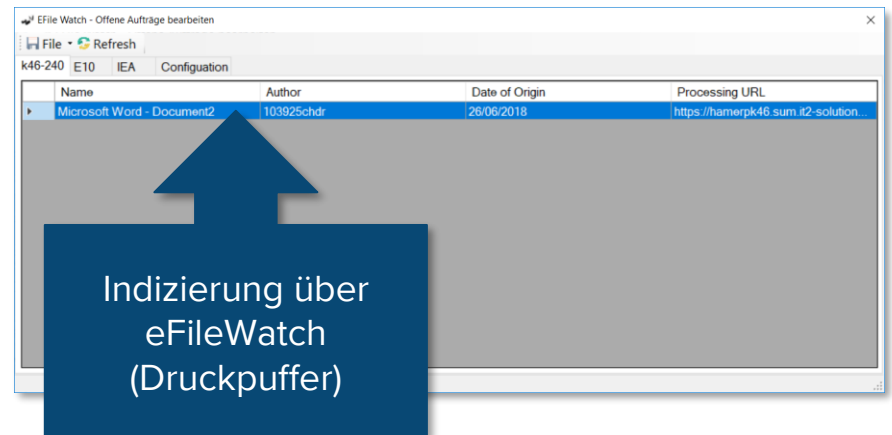 EFile Watch - Offene Aufträge bearbeiten
File Refresh
k46-240 E10 IEA Configuation
Name Author Date of Origin Processing URL
Microsoft Word - Document2 103925chdr 26/06/2018 https://hamerpk46.sum.it2-solution...
Indizierung über
eFileWatch
(Druckpuffer)